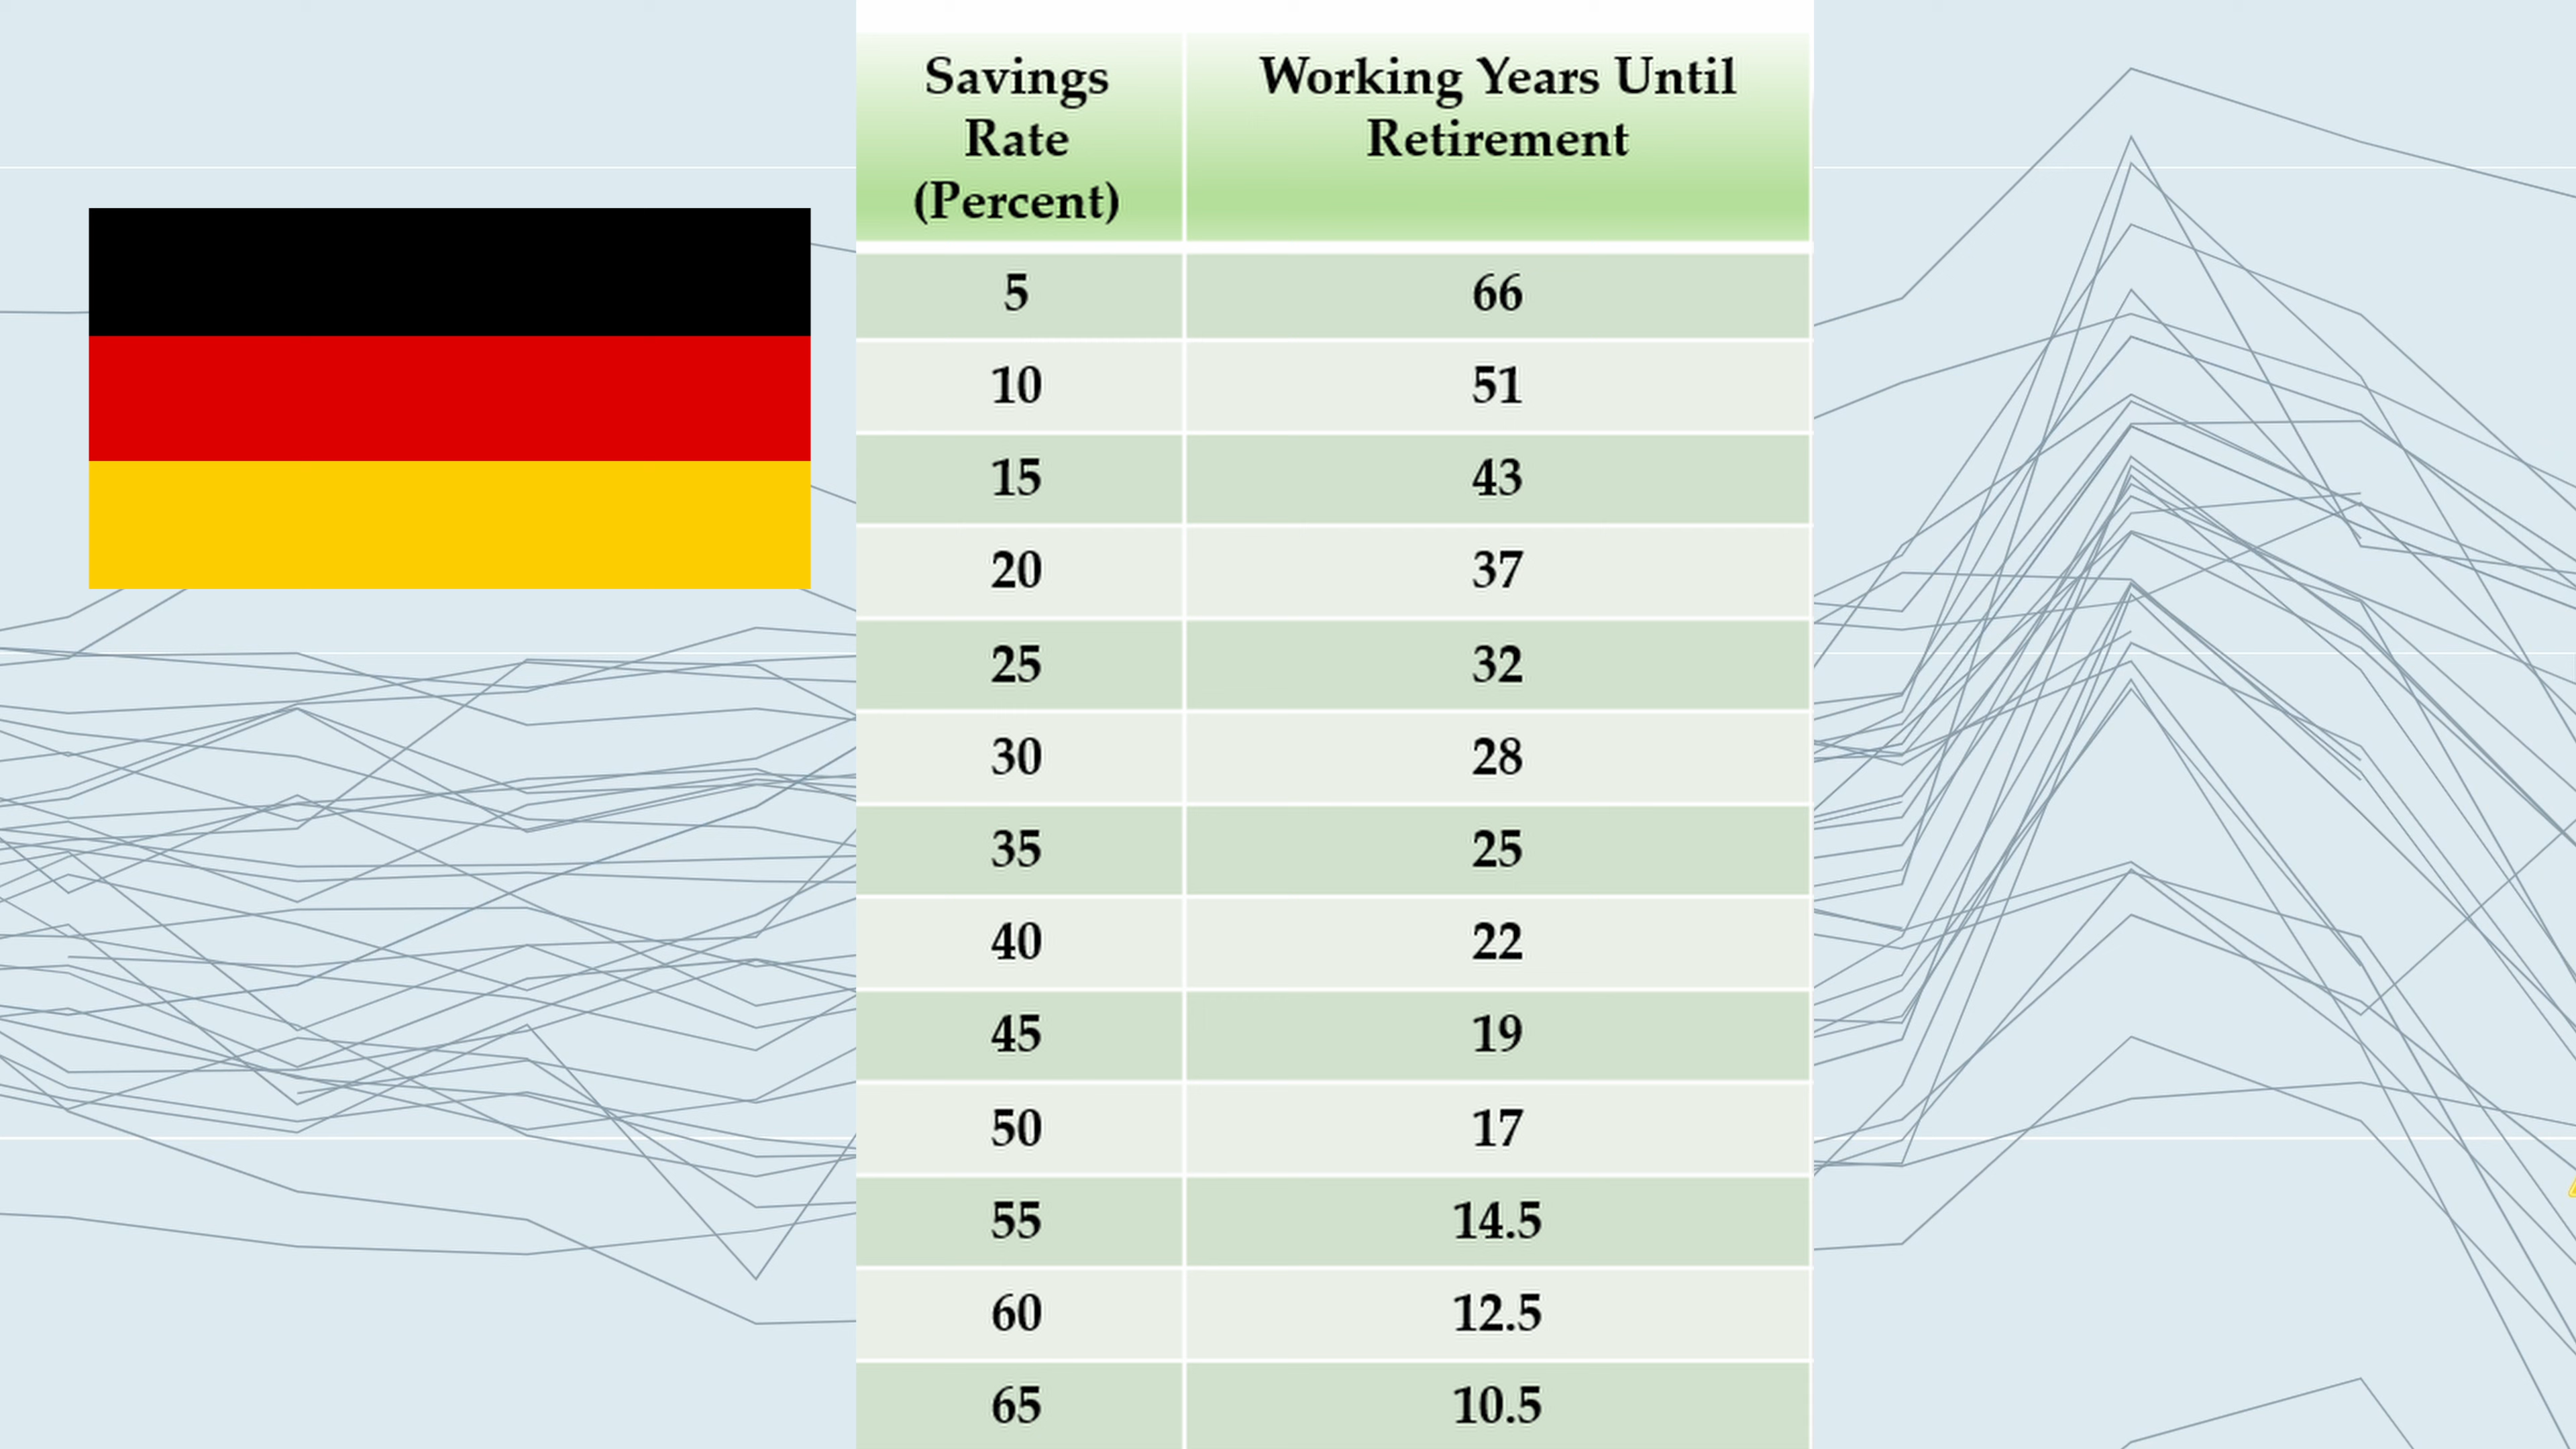 Savings
Rate
(Percent)
Working Years Until
Retirement
5 66
10 51
15 43
20 37
25 32
30 28
35 25
40 22
45 19
50 17
55 14.5
60 12.5
65 10.5